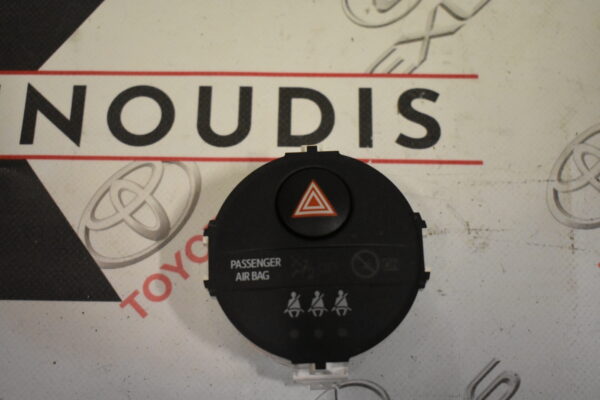 NOUDIS
TOYO
PASSENGER
AIR BAG